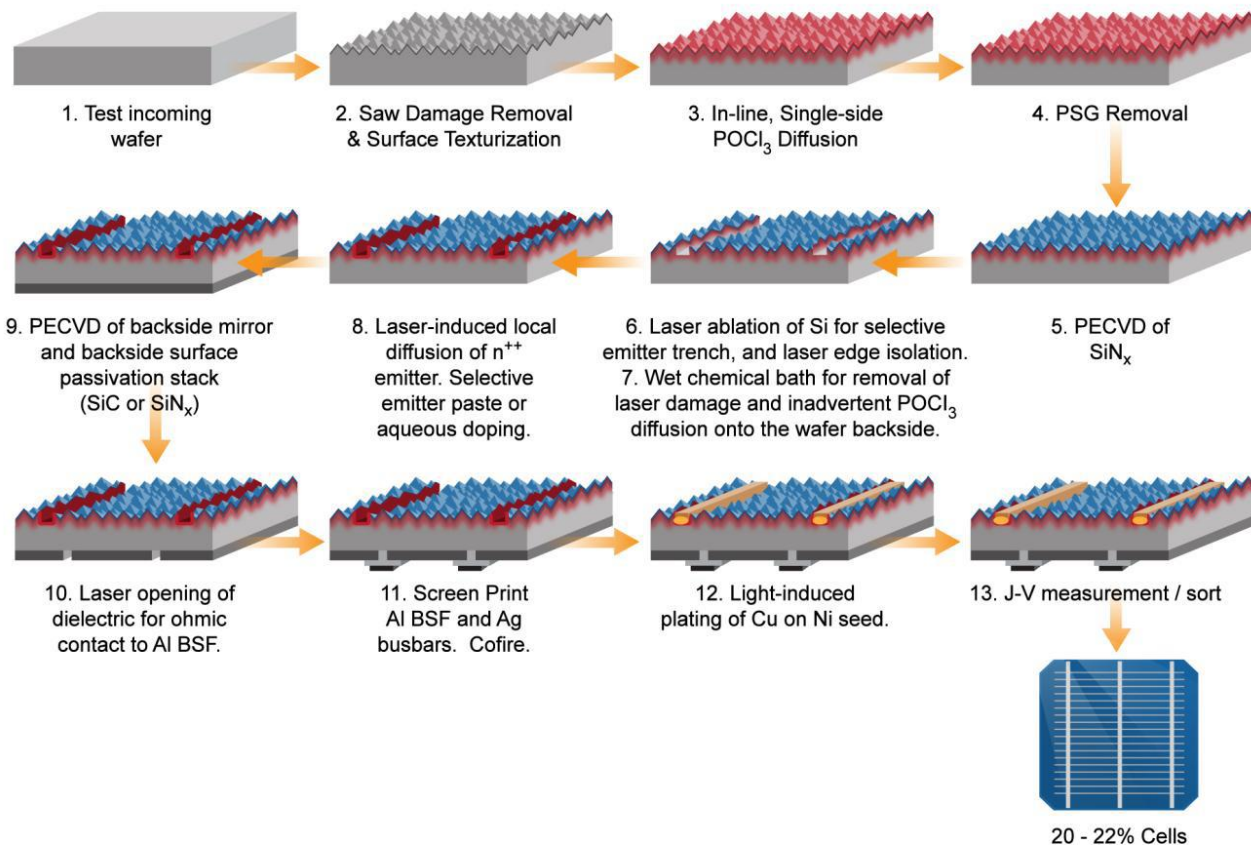 1. Test incoming
wafer
2. Saw Damage Removal
& Surface Texturization
3. In-line, Single-side
POCl₃ Diffusion
4. PSG Removal
5. PECVD of
SiNₓ
6. Laser ablation of Si for selective
emitter trench, and laser edge isolation.
7. Wet chemical bath for removal of
laser damage and inadvertent POCl₃
diffusion onto the wafer backside.
8. Laser-induced local
diffusion of n⁺⁺
emitter. Selective
emitter paste or
aqueous doping.
9. PECVD of backside mirror
and backside surface
passivation stack
(SiC or SiNₓ)
10. Laser opening of
dielectric for ohmic
contact to Al BSF.
11. Screen Print
Al BSF and Ag
busbars. Cofire.
12. Light-induced
plating of Cu on Ni seed.
13. J-V measurement / sort
20 - 22% Cells